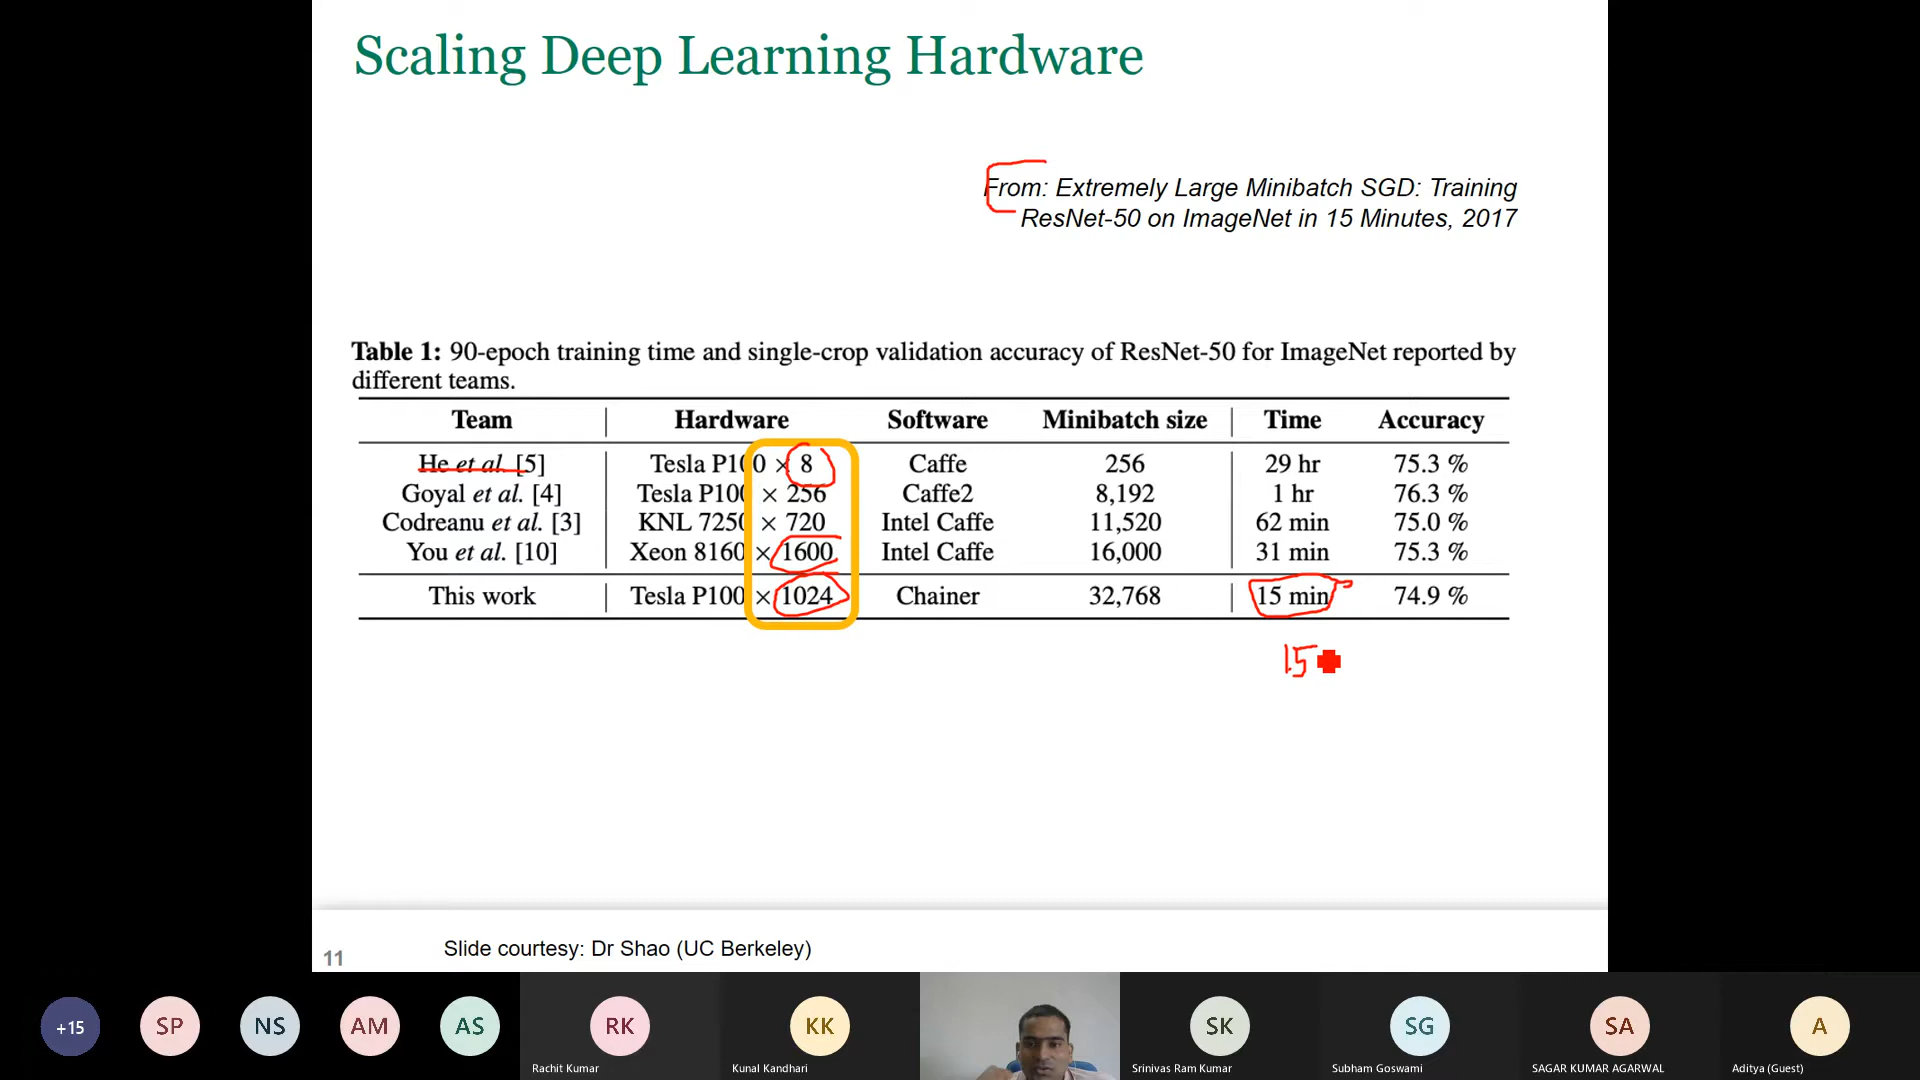 Scaling Deep Learning Hardware
From: Extremely Large Minibatch SGD: Training
ResNet-50 on ImageNet in 15 Minutes, 2017
Table 1: 90-epoch training time and single-crop validation accuracy of ResNet-50 for ImageNet reported by
different teams.
Team Hardware Software Minibatch size Time Accuracy
He et al. [5] Tesla P100 × 8 Caffe 256 29 hr 75.3 %
Goyal et al. [4] Tesla P100 × 256 Caffe2 8,192 1 hr 76.3 %
Codreanu et al. [3] KNL 7250 × 720 Intel Caffe 11,520 62 min 75.0 %
You et al. [10] Xeon 8160 × 1600 Intel Caffe 16,000 31 min 75.3 %
This work Tesla P100 × 1024 Chainer 32,768 15 min 74.9 %
15
11
Slide courtesy: Dr Shao (UC Berkeley)
+15 SP NS AM AS RK KK SK SG SA A
Rachit Kumar Kunal Kandhari Srinivas Ram Kumar Subham Goswami SAGAR KUMAR AGARWAL Aditya (Guest)